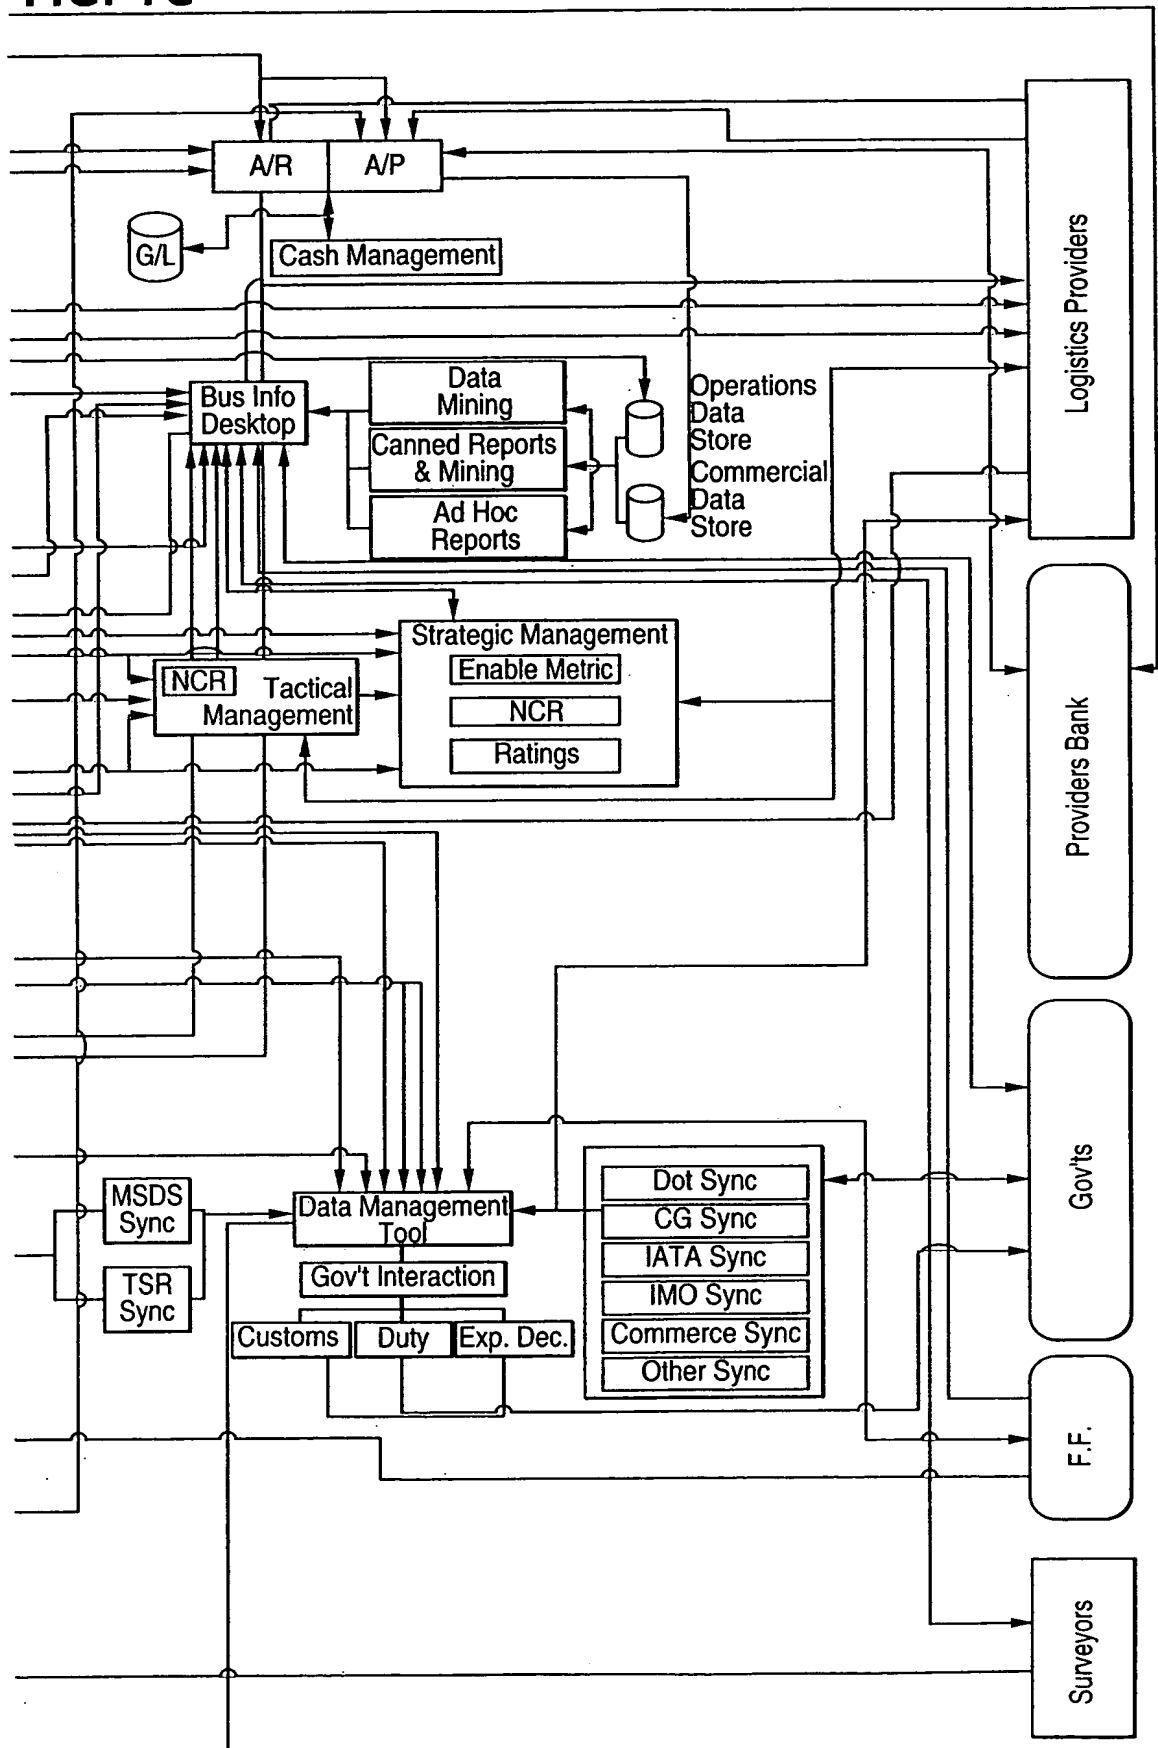 A/R
A/P
G/L
Cash Management
Logistics Providers
Bus Info
Desktop
Data
Mining
Canned Reports
& Mining
Ad Hoc
Reports
Operations
Data
Store
Commercial
Data
Store
Strategic Management
Enable Metric
NCR
Ratings
NCR
Tactical
Management
Providers Bank
Gov'ts
MSDS
Sync
TSR
Sync
Data Management
Tool
Gov't Interaction
Customs
Duty
Exp. Dec.
Dot Sync
CG Sync
IATA Sync
IMO Sync
Commerce Sync
Other Sync
F.F.
Surveyors